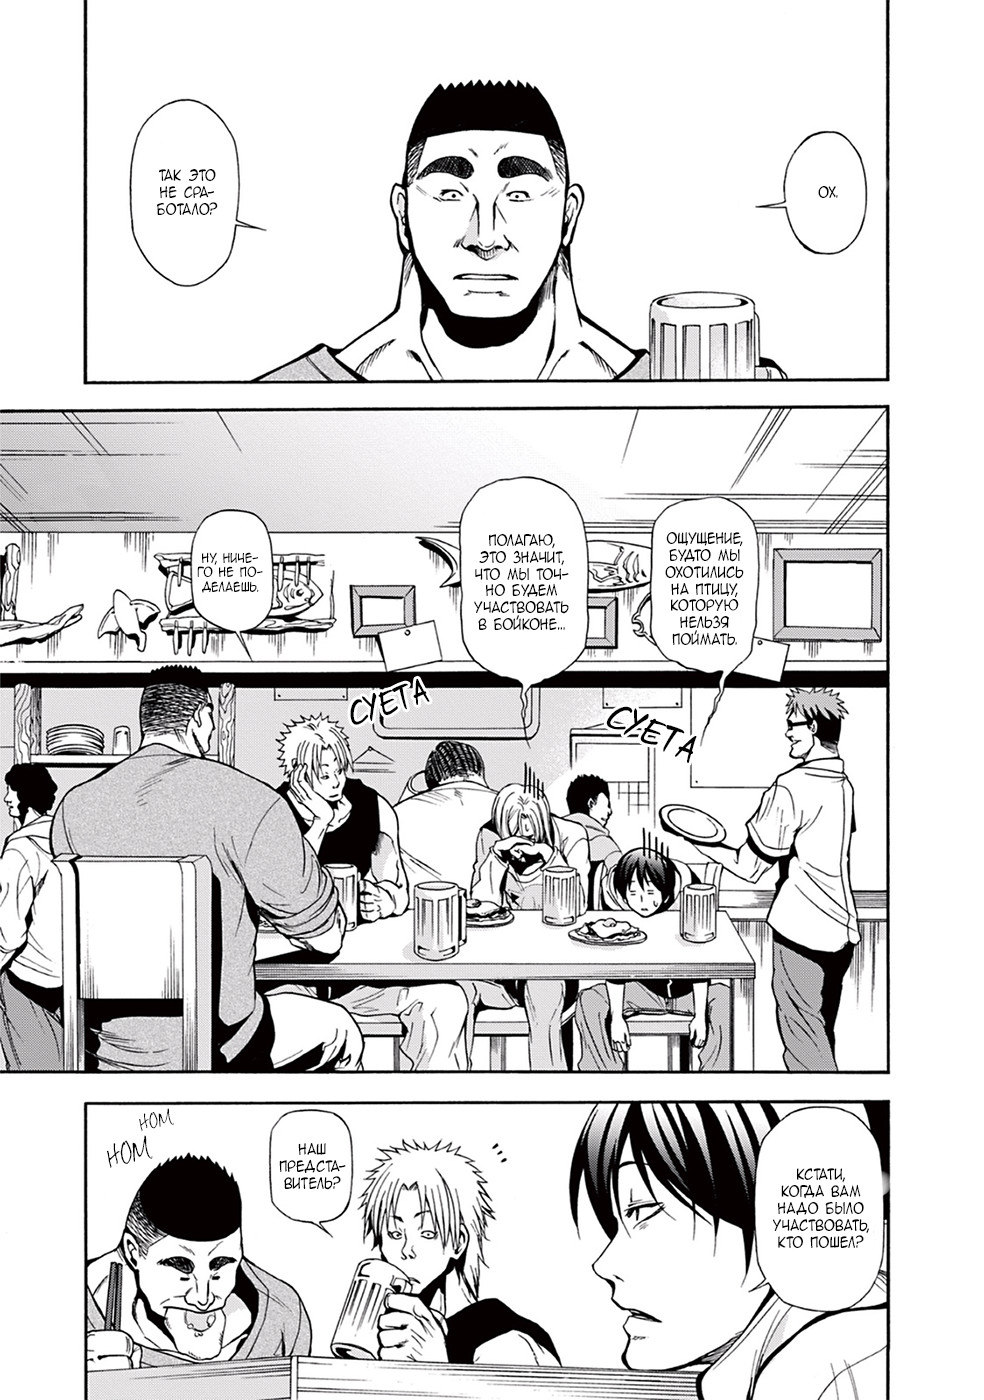 ОХ.
ТАК ЭТО
НЕ СРА-
БОТАЛО?
ОЩУЩЕНИЕ,
БУДТО МЫ
ОХОТИЛИСЬ
НА ПТИЦУ,
КОТОРУЮ
НЕЛЬЗЯ
ПОЙМАТЬ.
ПОЛАГАЮ,
ЭТО ЗНАЧИТ,
ЧТО МЫ ТОЧ-
НО БУДЕМ
УЧАСТВОВАТЬ
В БОЙКОНЕ...
НУ, НИЧЕ-
ГО НЕ ПО-
ДЕЛАЕШЬ.
СУЕТА
СУЕТА
КСТАТИ,
КОГДА ВАМ
НАДО БЫЛО
УЧАСТВОВАТЬ,
КТО ПОШЕЛ?
НАШ
ПРЕДСТА-
ВИТЕЛЬ?
НОМ
НОМ